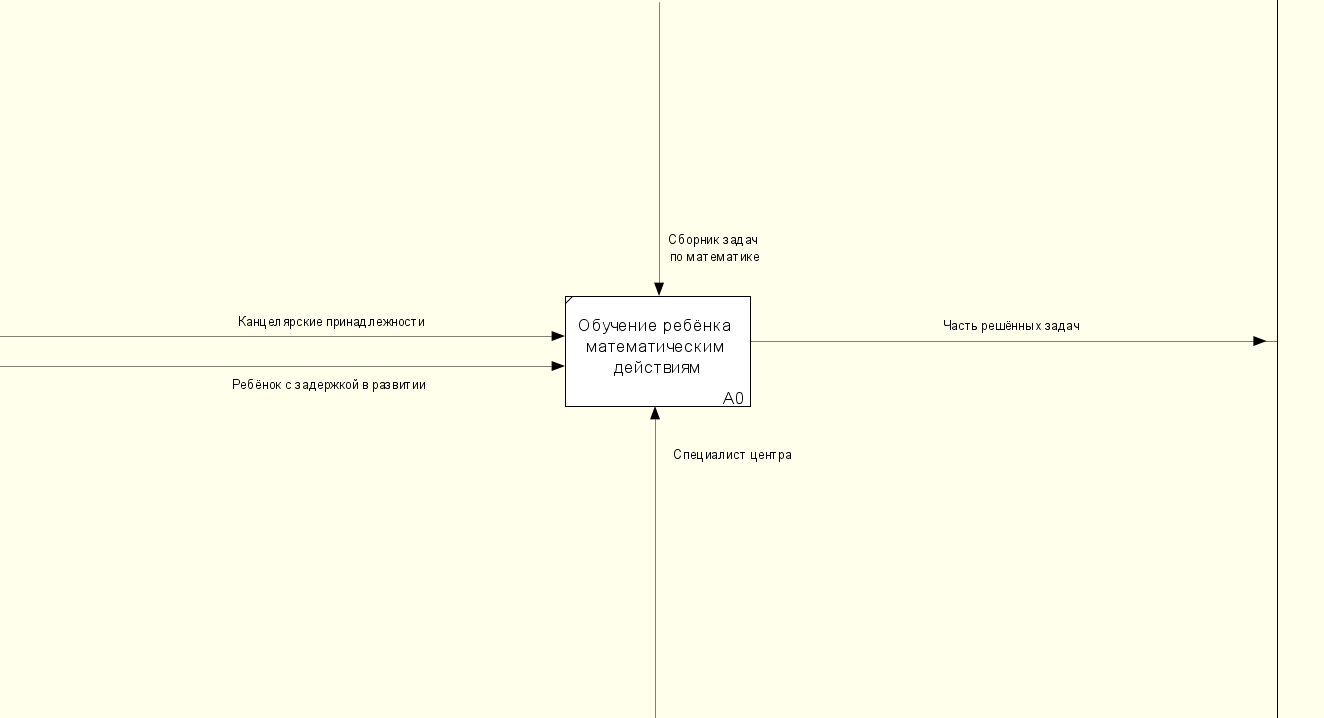 Сборник задач
по математике
Канцелярские принадлежности
Обучение ребёнка
математическим
действиям
A0
Часть решённых задач
Ребёнок с задержкой в развитии
Специалист центра